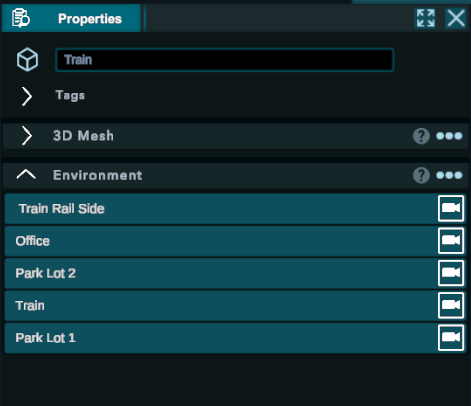 Properties
Train
Tags
3D Mesh
?
Environment
?
Train Rail Side
Office
Park Lot 2
Train
Park Lot 1